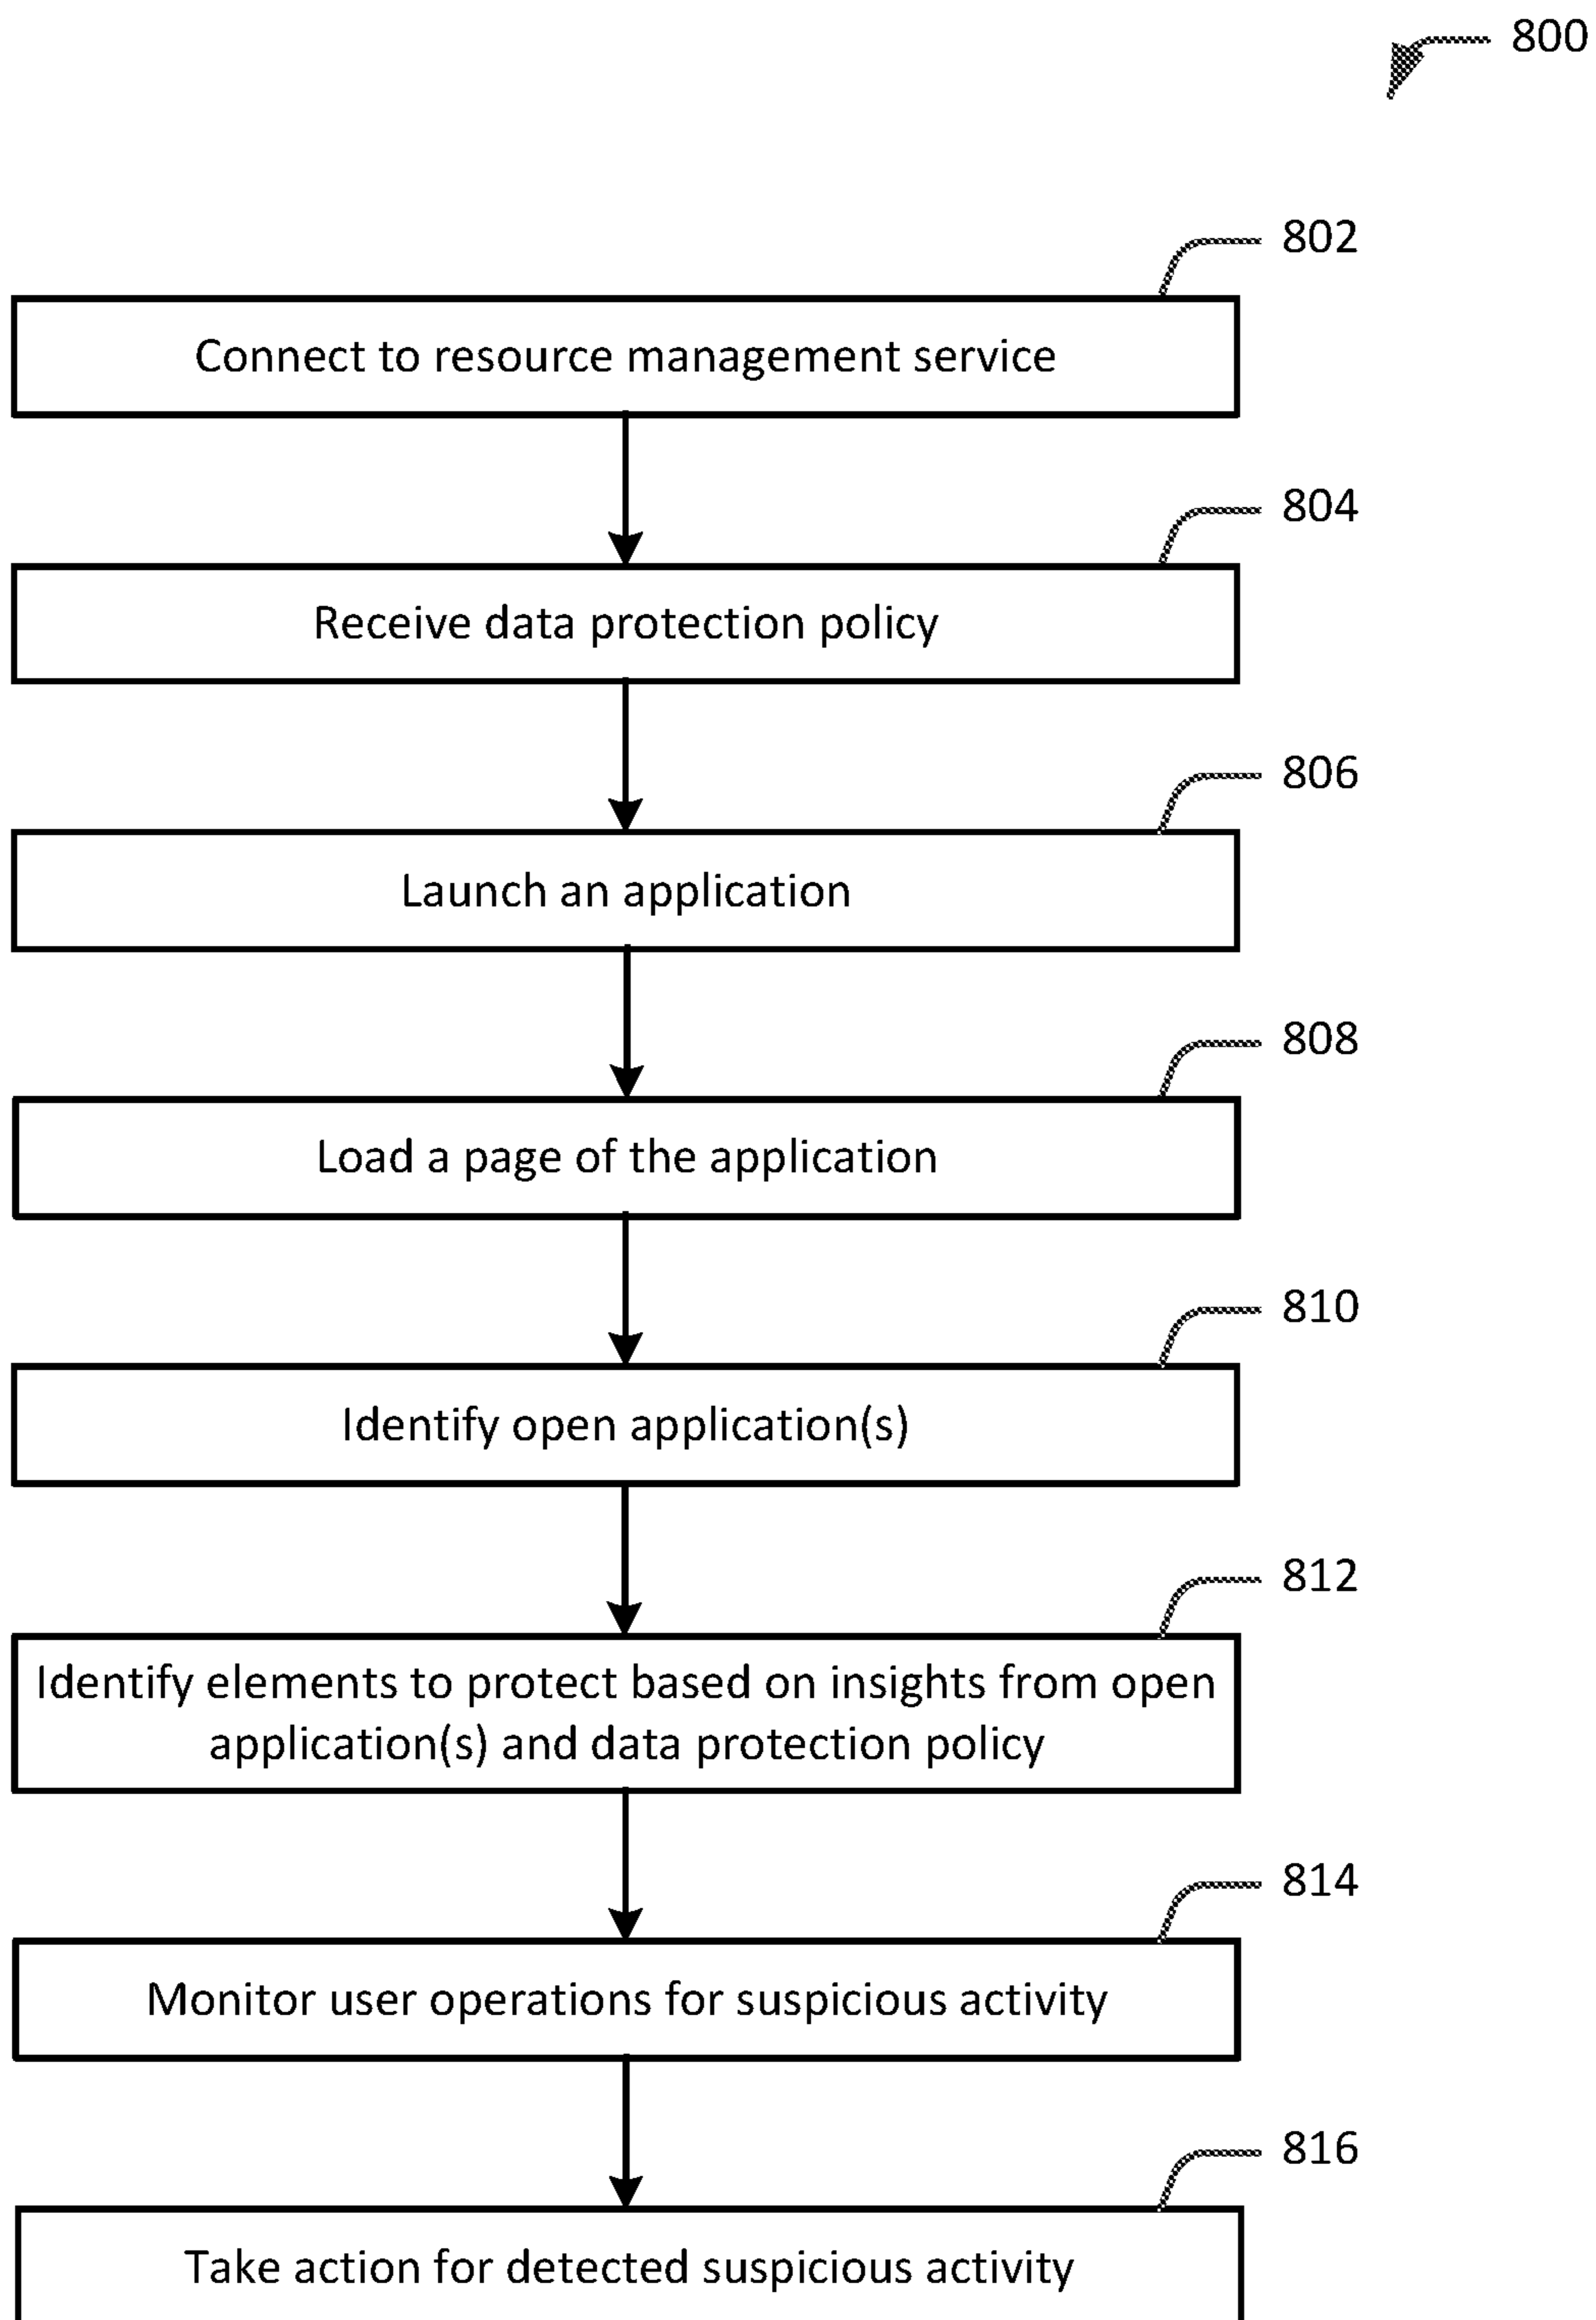 800
802
Connect to resource management service
804
Receive data protection policy
806
Launch an application
808
Load a page of the application
810
Identify open application(s)
812
Identify elements to protect based on insights from open
application(s) and data protection policy
814
Monitor user operations for suspicious activity
816
Take action for detected suspicious activity